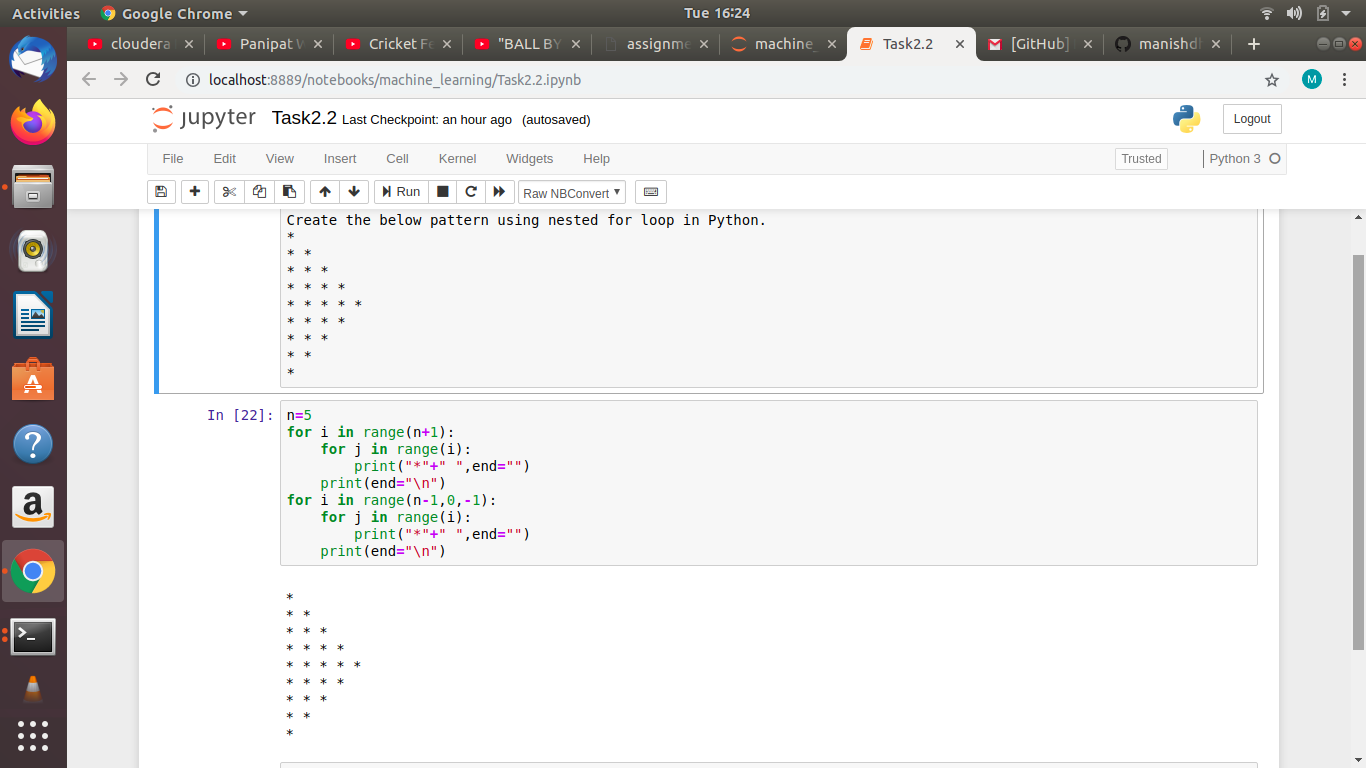 Activities
Google Chrome
Tue 16:24
cloudera
Panipat
Cricket
"BALL BY
assignme
machine_
Task2.2
[GitHub]
manishd
localhost:8889/notebooks/machine_learning/Task2.2.ipynb
M
jupyter
Task2.2 Last Checkpoint: an hour ago (autosaved)
Logout
File Edit View Insert Cell Kernel Widgets Help
Trusted
Python 3
Run
Raw NBConvert
Create the below pattern using nested for loop in Python.
*
* *
* * *
* * * *
* * * * *
* * * *
* * *
* *
*
In [22]:
n=5
for i in range(n+1):
    for j in range(i):
        print("*"+" ",end="")
    print(end="\n")
for i in range(n-1,0,-1):
    for j in range(i):
        print("*"+" ",end="")
    print(end="\n")
*
* *
* * *
* * * *
* * * * *
* * * *
* * *
* *
*